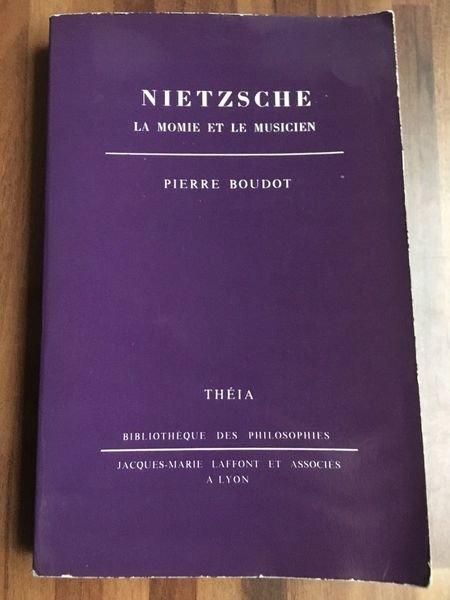 NIETZSCHE
LA MOMIE ET LE MUSICIEN
PIERRE BOUDOT
THÉIA
BIBLIOTHÈQUE DES PHILOSOPHIES
JACQUES-MARIE LAFFONT ET ASSOCIÉS
A LYON